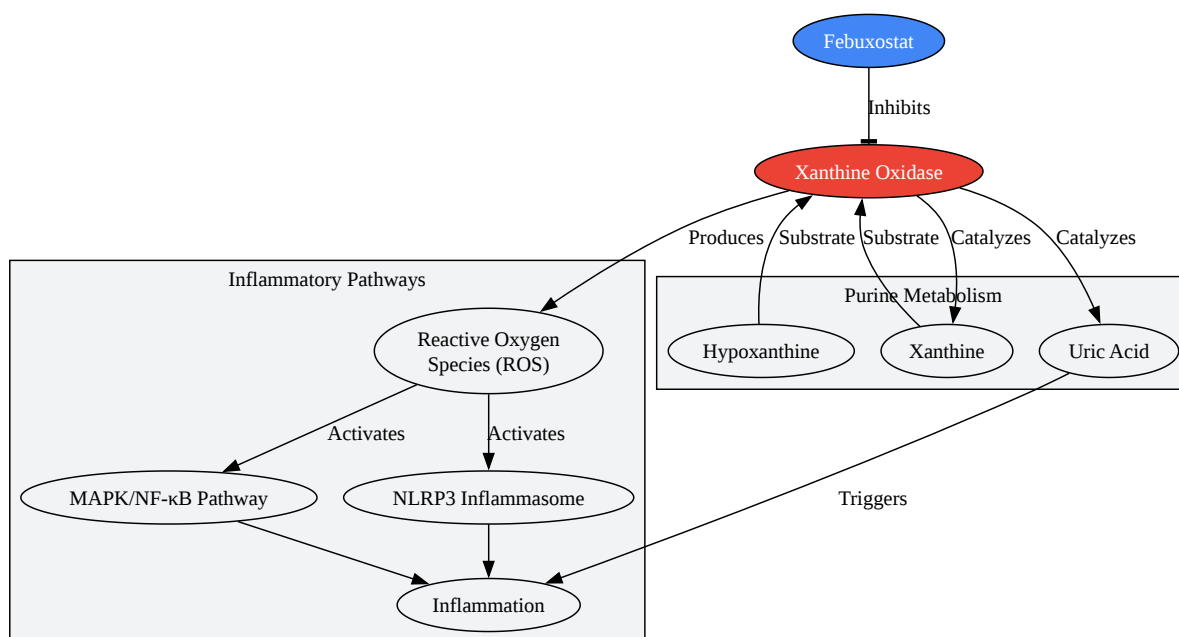 Febuxostat
Inhibits
Xanthine Oxidase
Produces
Substrate
Substrate
Catalyzes
Catalyzes
Inflammatory Pathways
Purine Metabolism
Reactive Oxygen
Species (ROS)
Hypoxanthine
Xanthine
Uric Acid
Activates
Activates
MAPK/NF-κB Pathway
NLRP3 Inflammasome
Triggers
Inflammation